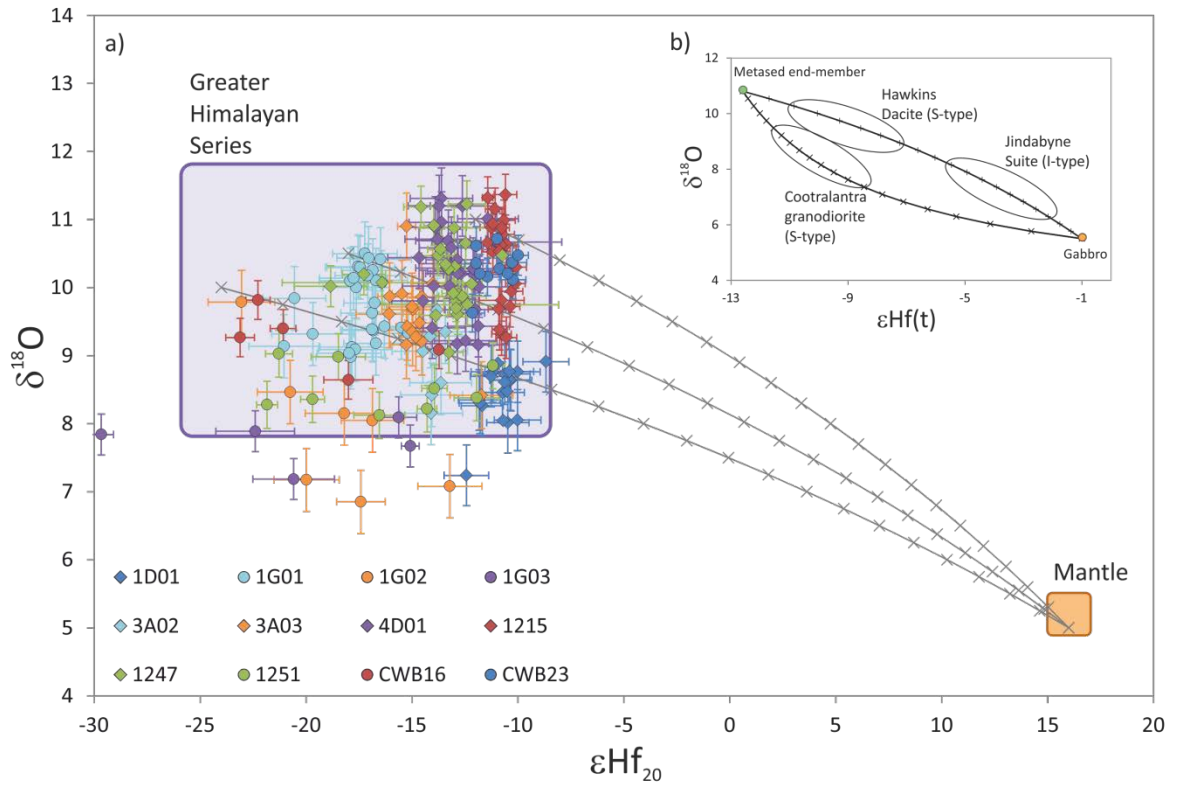 a)
Greater
Himalayan
Series
Mantle
δ¹⁸O
14
13
12
11
10
9
8
7
6
5
4
-30
-25
-20
-15
-10
-5
0
5
10
15
20
εHf₂₀
1D01
1G01
1G02
1G03
3A02
3A03
4D01
1215
1247
1251
CWB16
CWB23
b)
Metased end-member
Hawkins
Dacite (S-type)
Jindabyne
Suite (I-type)
Cootralantra
granodiorite
(S-type)
Gabbro
δ¹⁸O
12
10
8
6
4
-13
-9
-5
-1
εHf(t)